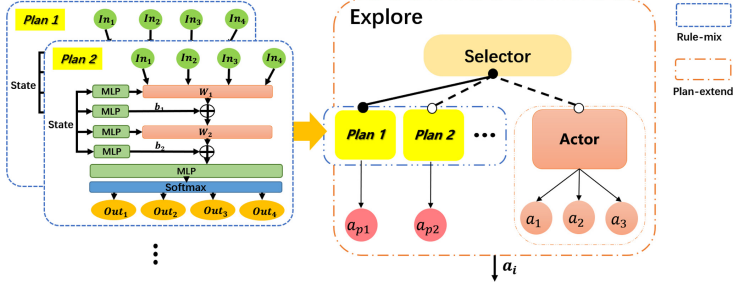 Plan 1
In1
In2
In3
In4
State
Plan 2
In1
In2
In3
In4
MLP
W1
MLP
b1
State
MLP
W2
MLP
b2
MLP
Softmax
Out1
Out2
Out3
Out4
Explore
Selector
Plan 1
Plan 2
Actor
ap1
ap2
a1
a2
a3
ai
Rule-mix
Plan-extend